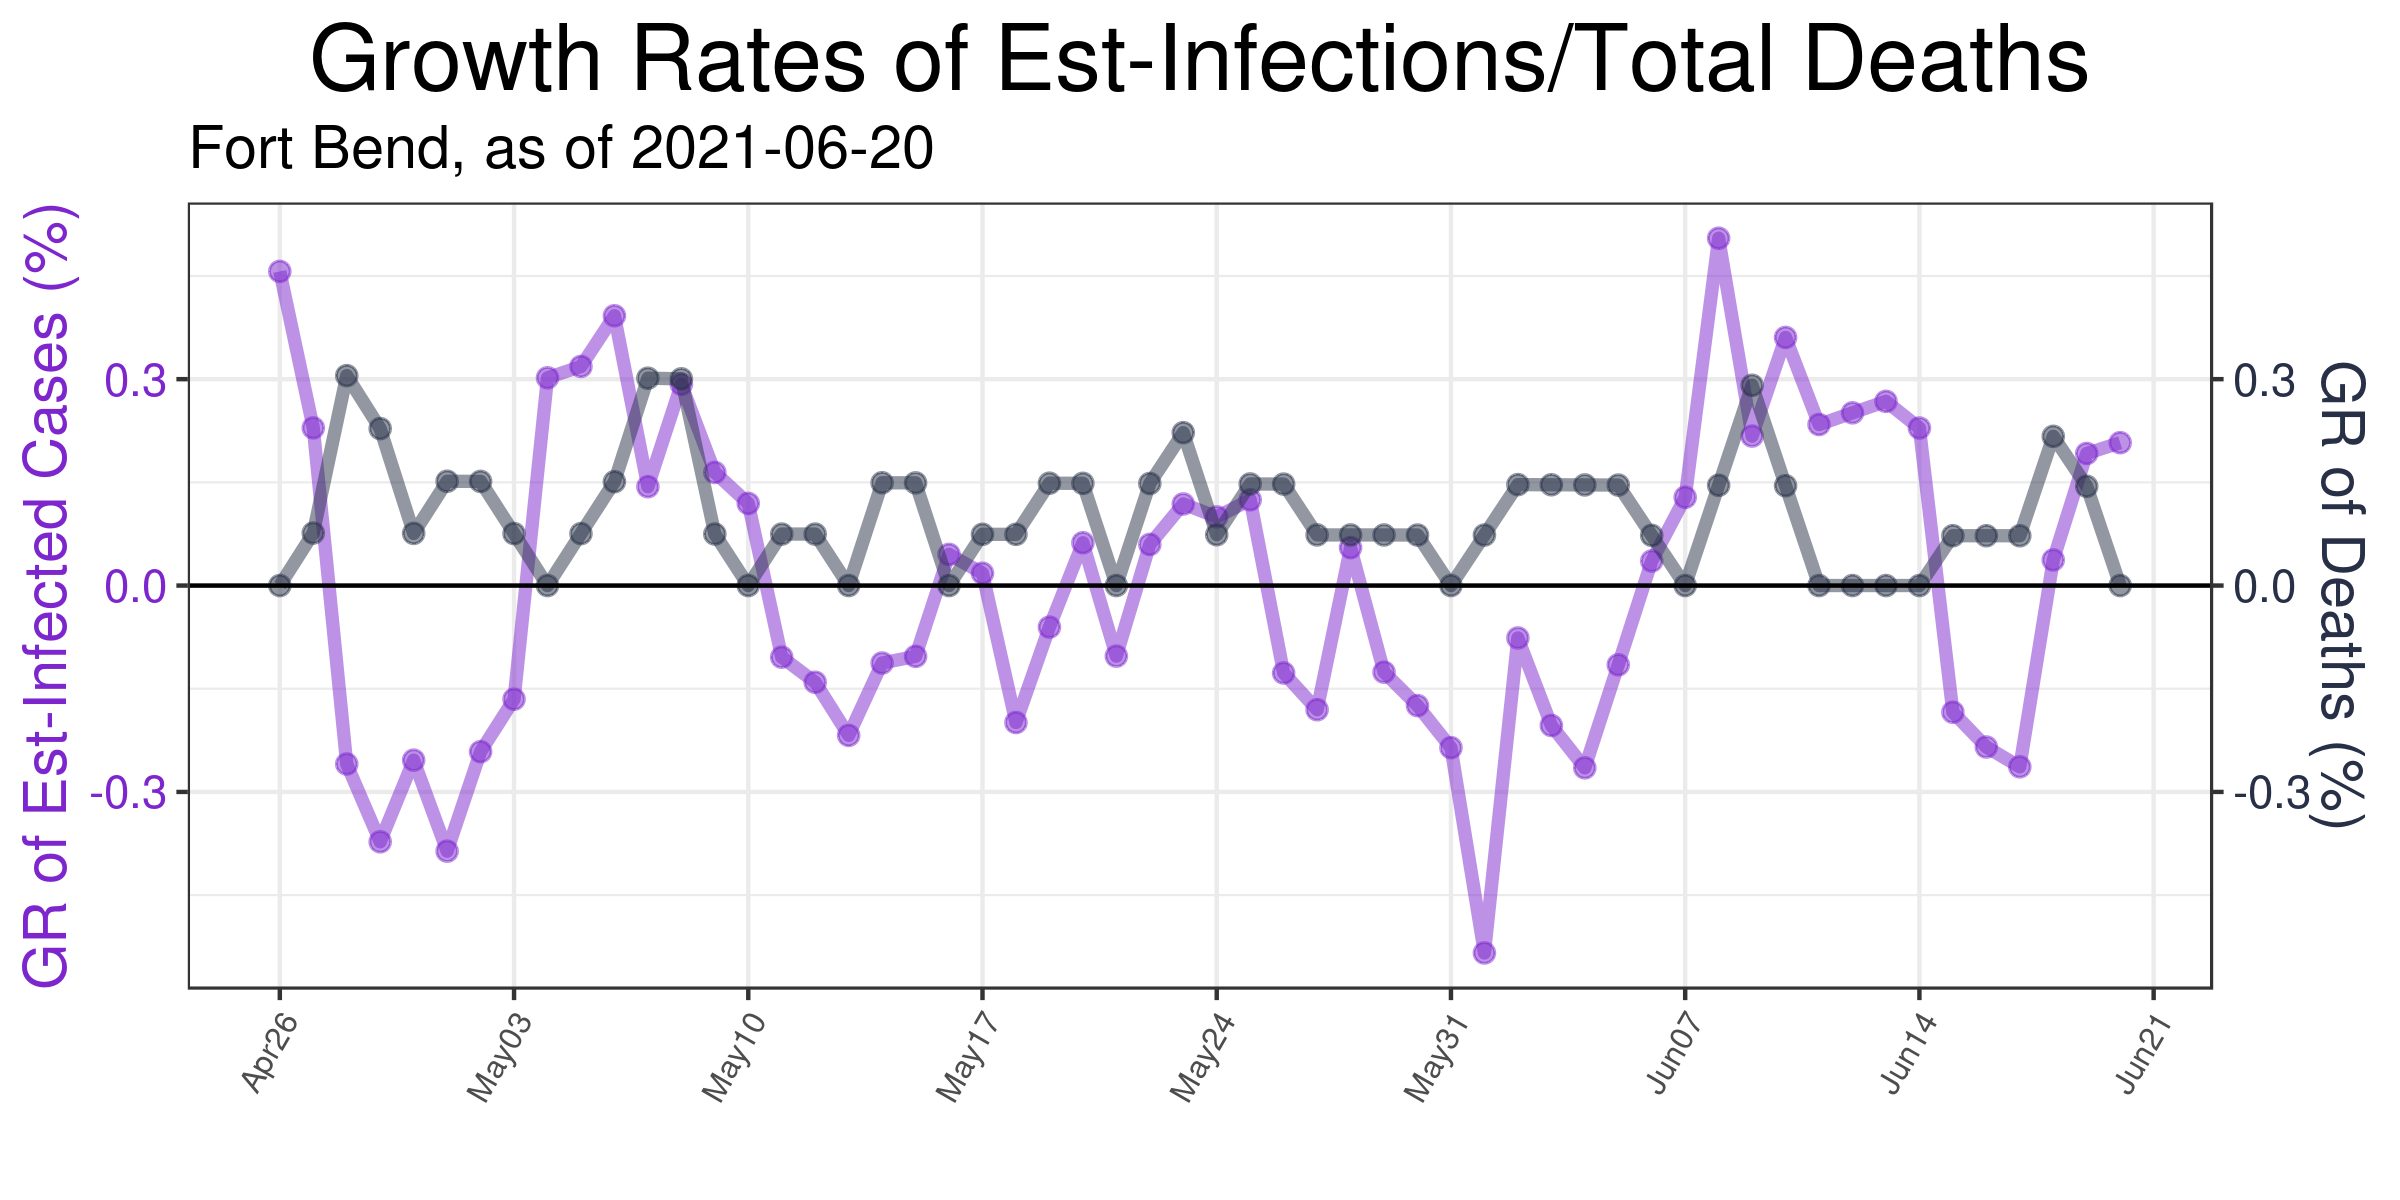 Growth Rates of Est-Infections/Total Deaths
Fort Bend, as of 2021-06-20
GR of Est-Infected Cases (%)
0.3
0.0
-0.3
0.3
0.0
-0.3
GR of Deaths (%)
Apr26
May03
May10
May17
May24
May31
Jun07
Jun14
Jun21